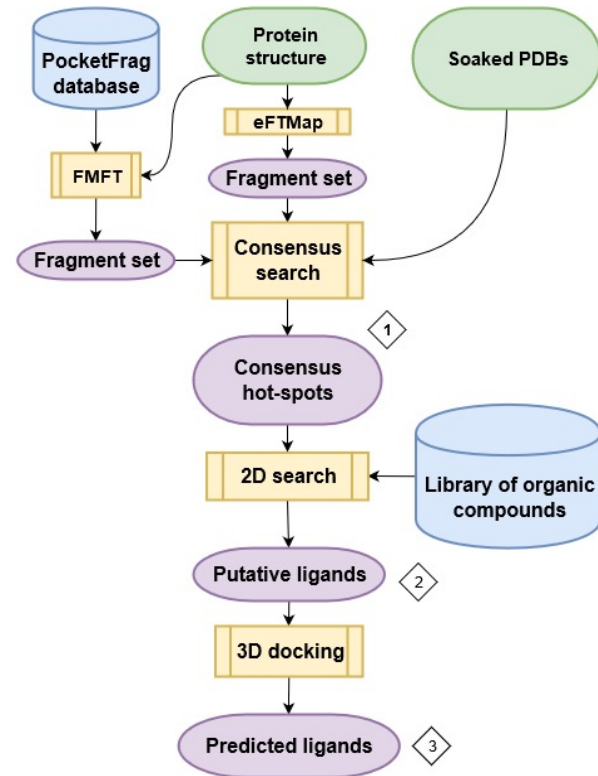 PocketFrag
database
Protein
structure
Soaked PDBs
eFTMap
FMFT
Fragment set
Fragment set
Consensus
search
1
Consensus
hot-spots
2D search
Library of organic
compounds
Putative ligands
2
3D docking
Predicted ligands
3